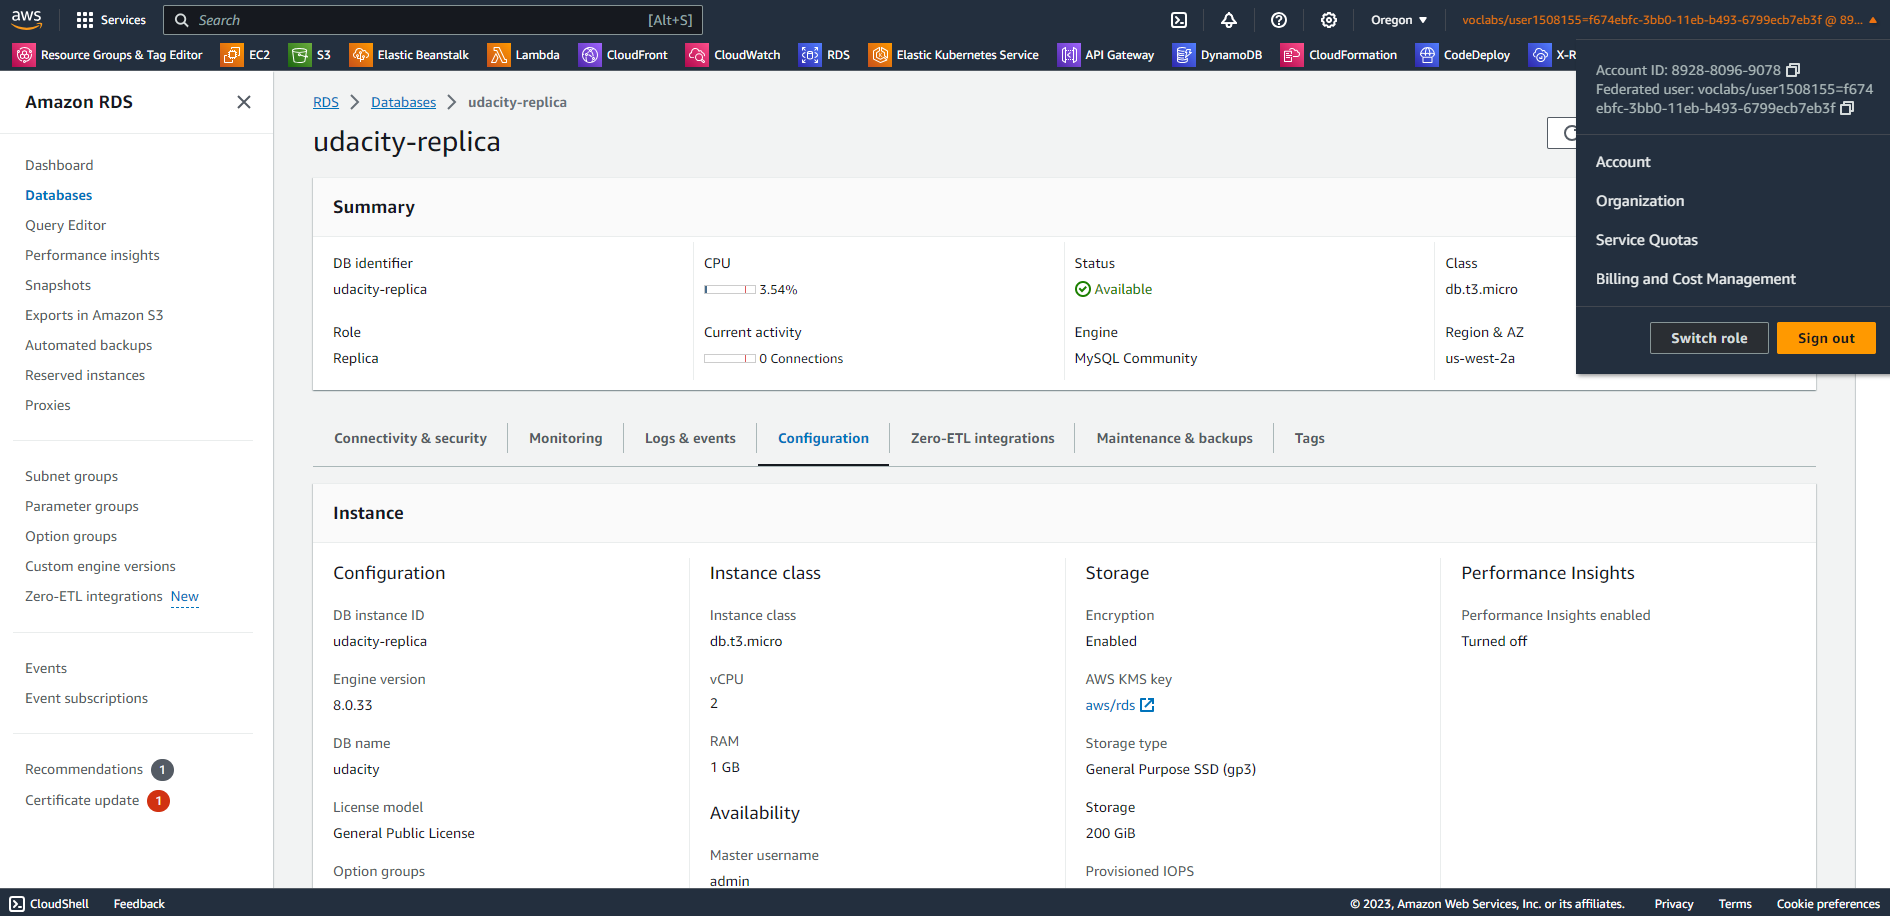 aws
Services
Search
[Alt+S]
Oregon
voclabs/user1508155=f674ebfc-3bb0-11eb-b493-6799ecb7eb3f @ 89...
Resource Groups & Tag Editor
EC2
S3
Elastic Beanstalk
Lambda
CloudFront
CloudWatch
RDS
Elastic Kubernetes Service
API Gateway
DynamoDB
CloudFormation
CodeDeploy
X-R
Account ID: 8928-8096-9078
Federated user: voclabs/user1508155=f674
ebfc-3bb0-11eb-b493-6799ecb7eb3f
Account
Organization
Service Quotas
Billing and Cost Management
Switch role
Sign out
Amazon RDS
Dashboard
Databases
Query Editor
Performance insights
Snapshots
Exports in Amazon S3
Automated backups
Reserved instances
Proxies
Subnet groups
Parameter groups
Option groups
Custom engine versions
Zero-ETL integrations New
Events
Event subscriptions
Recommendations 1
Certificate update 1
RDS
Databases
udacity-replica
udacity-replica
Summary
DB identifier
udacity-replica
CPU
3.54%
Status
Available
Class
db.t3.micro
Role
Replica
Current activity
0 Connections
Engine
MySQL Community
Region & AZ
us-west-2a
Connectivity & security
Monitoring
Logs & events
Configuration
Zero-ETL integrations
Maintenance & backups
Tags
Instance
Configuration
DB instance ID
udacity-replica
Engine version
8.0.33
DB name
udacity
License model
General Public License
Option groups
Instance class
Instance class
db.t3.micro
vCPU
2
RAM
1 GB
Availability
Master username
admin
Storage
Encryption
Enabled
AWS KMS key
aws/rds
Storage type
General Purpose SSD (gp3)
Storage
200 GiB
Provisioned IOPS
Performance Insights
Performance Insights enabled
Turned off
CloudShell
Feedback
© 2023, Amazon Web Services, Inc. or its affiliates.
Privacy
Terms
Cookie preferences